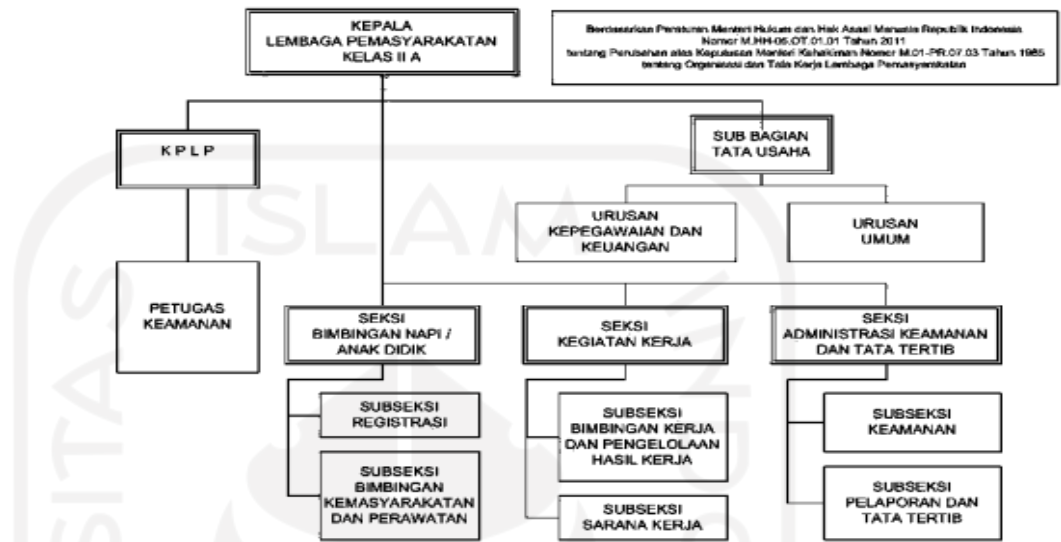 KEPALA
LEMBAGA PEMASYARAKATAN
KELAS II A
Berdasarkan Peraturan Menteri Hukum dan Hak Asasi Manusia Republik Indonesia
Nomor M.HH-05.OT.01.01 Tahun 2011
tentang Perubahan atas Keputusan Menteri Kehakiman Nomor M.01-PR.07.03 Tahun 1985
tentang Organisasi dan Tata Kerja Lembaga Pemasyarakatan
K P L P
SUB BAGIAN
TATA USAHA
URUSAN
KEPEGAWAIAN DAN
KEUANGAN
URUSAN
UMUM
PETUGAS
KEAMANAN
SEKSI
BIMBINGAN NAPI /
ANAK DIDIK
SEKSI
KEGIATAN KERJA
SEKSI
ADMINISTRASI KEAMANAN
DAN TATA TERTIB
SUBSEKSI
REGISTRASI
SUBSEKSI
BIMBINGAN
KEMASYARAKATAN
DAN PERAWATAN
SUBSEKSI
BIMBINGAN KERJA
DAN PENGELOLAAN
HASIL KERJA
SUBSEKSI
SARANA KERJA
SUBSEKSI
KEAMANAN
SUBSEKSI
PELAPORAN DAN
TATA TERTIB
ISLAM
SITAS